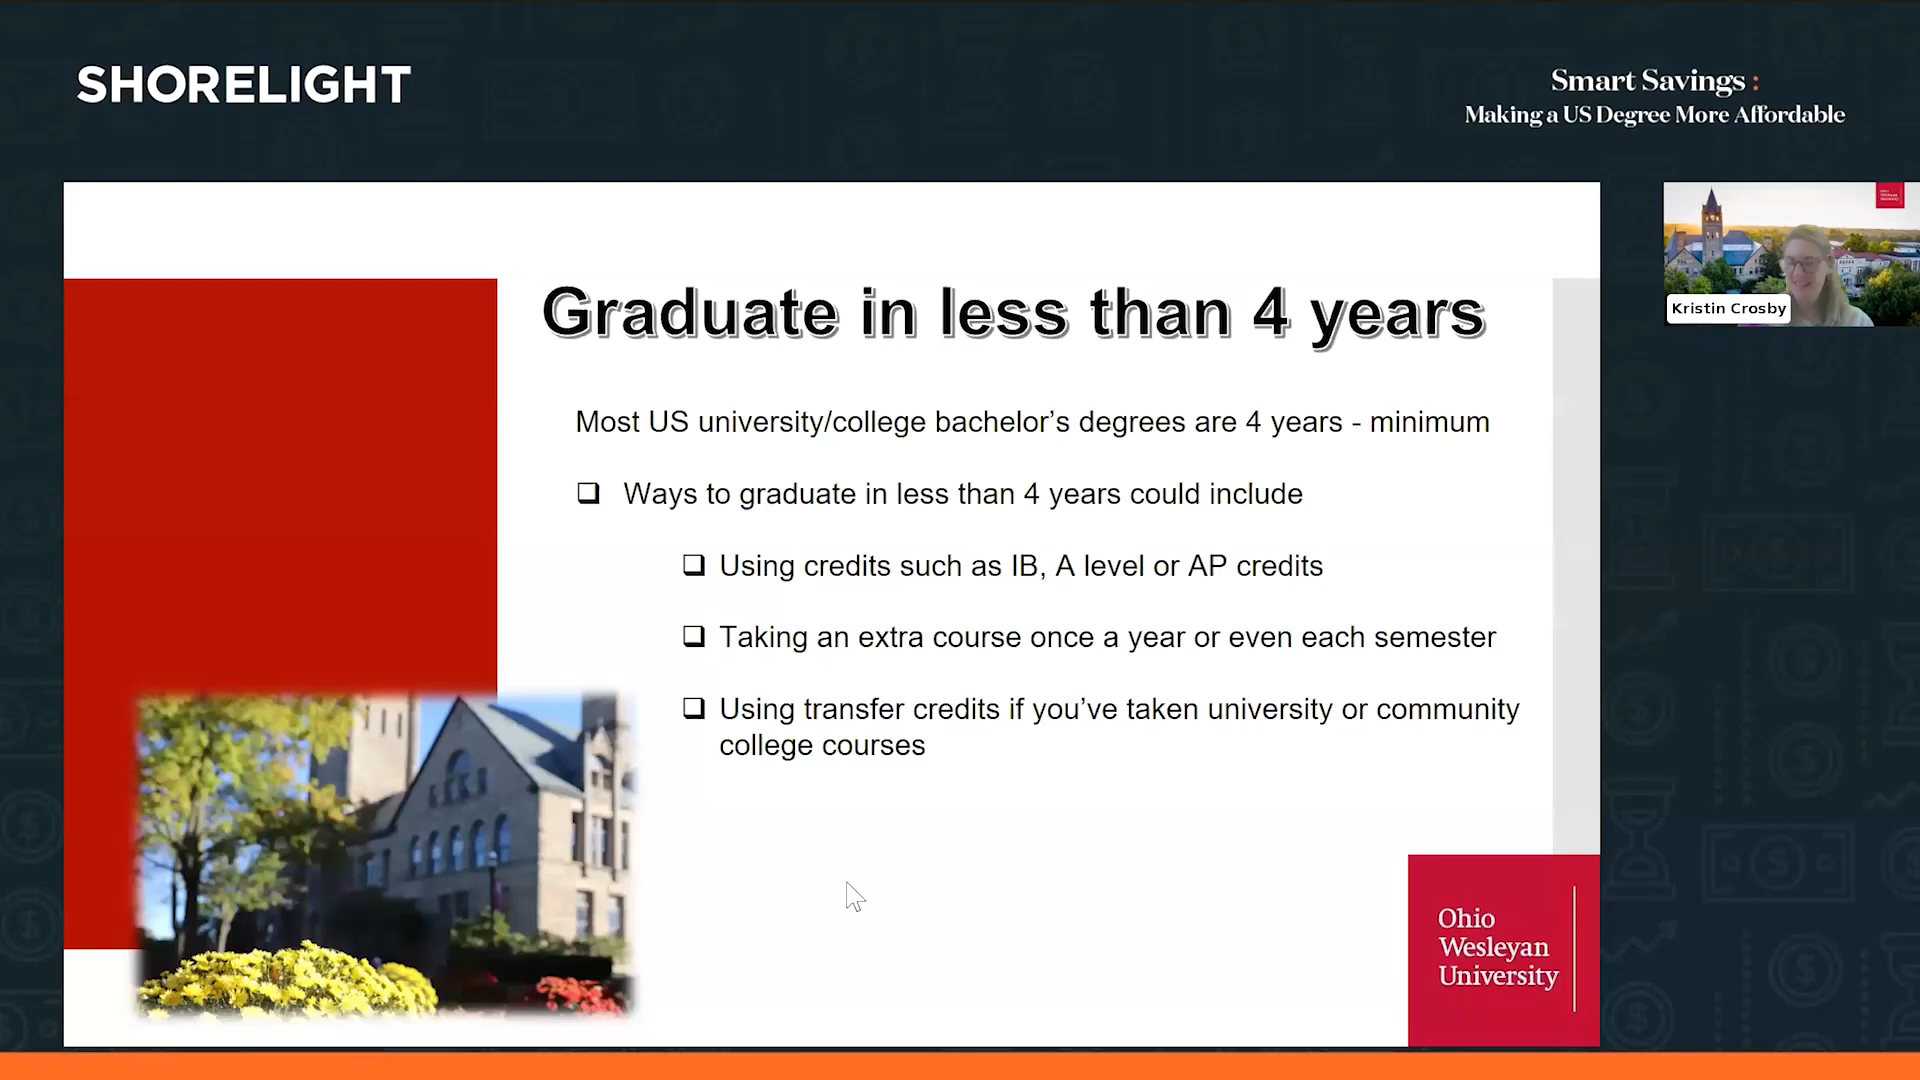 SHORELIGHT
Smart Savings :
Making a US Degree More Affordable
Kristin Crosby
Graduate in less than 4 years
Most US university/college bachelor’s degrees are 4 years - minimum
Ways to graduate in less than 4 years could include
Using credits such as IB, A level or AP credits
Taking an extra course once a year or even each semester
Using transfer credits if you’ve taken university or community
college courses
Ohio
Wesleyan
University